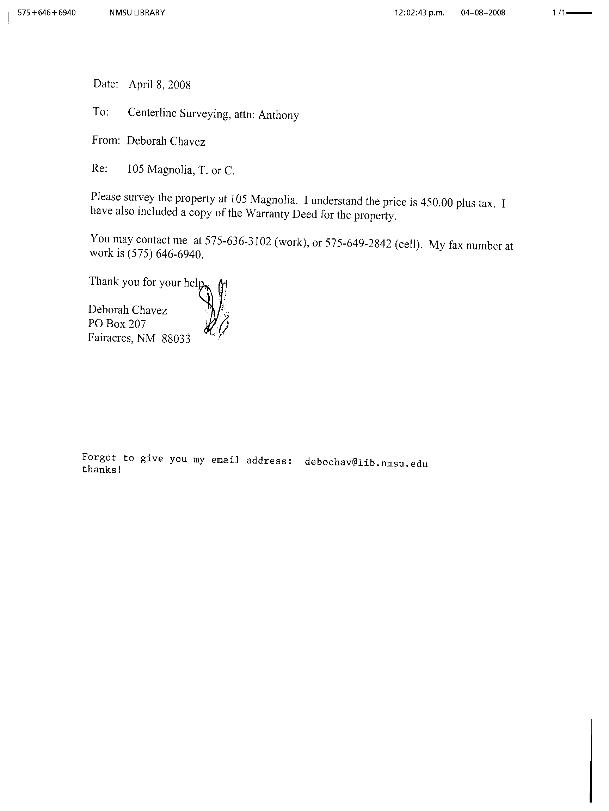 575+646+6940 NMSU LIBRARY 12:02:43 p.m. 04-08-2008 1/1
Date: April 8, 2008
To: Centerline Surveying, attn: Anthony
From: Deborah Chavez
Re: 105 Magnolia, T. or C.
Please survey the property at 105 Magnolia. I understand the price is 450.00 plus tax. I
have also included a copy of the Warranty Deed for the property.
You may contact me at 575-636-3102 (work), or 575-649-2842 (cell). My fax number at
work is (575) 646-6940.
Thank you for your help,
Deborah Chavez
PO Box 207
Fairacres, NM 88033
Forgot to give you my email address: debochav@lib.nmsu.edu
thanks!